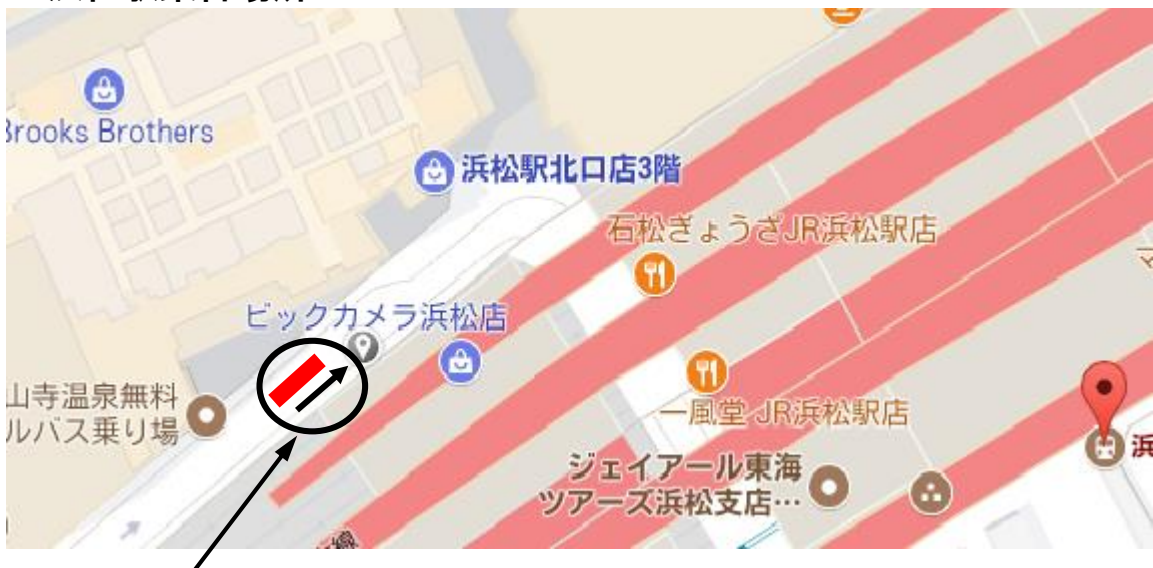 Brooks Brothers
浜松駅北口店3階
石松ぎょうざJR浜松駅店
ビックカメラ浜松店
山寺温泉無料
ルバス乗り場
一風堂 JR浜松駅店
ジェイアール東海
ツアーズ浜松支店…
浜
マ
線